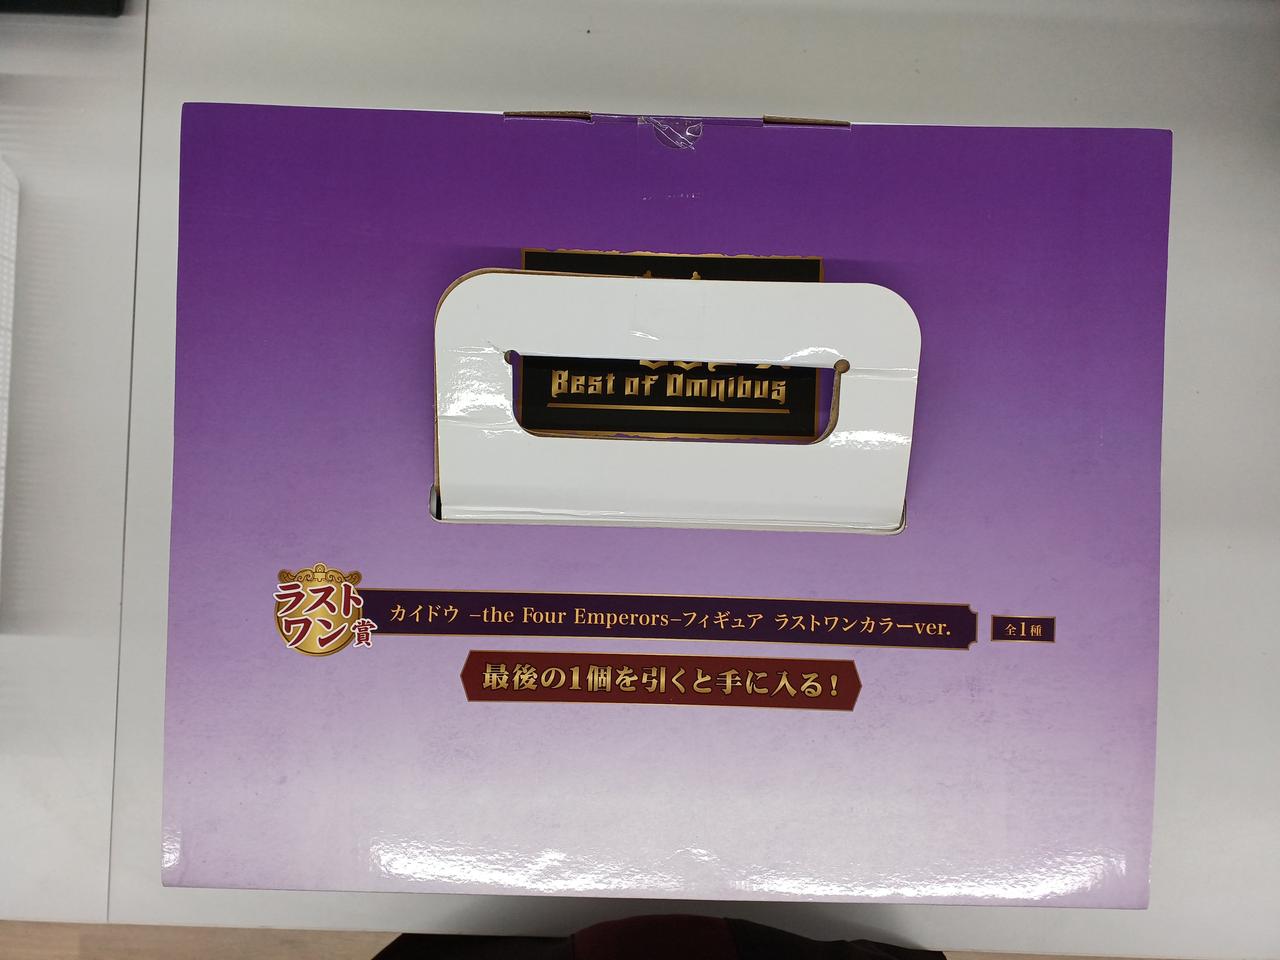 Best of Omnibus
ラストワン賞
カイドウ –the Four Emperors–フィギュア ラストワンカラーver.
全1種
最後の1個を引くと手に入る!